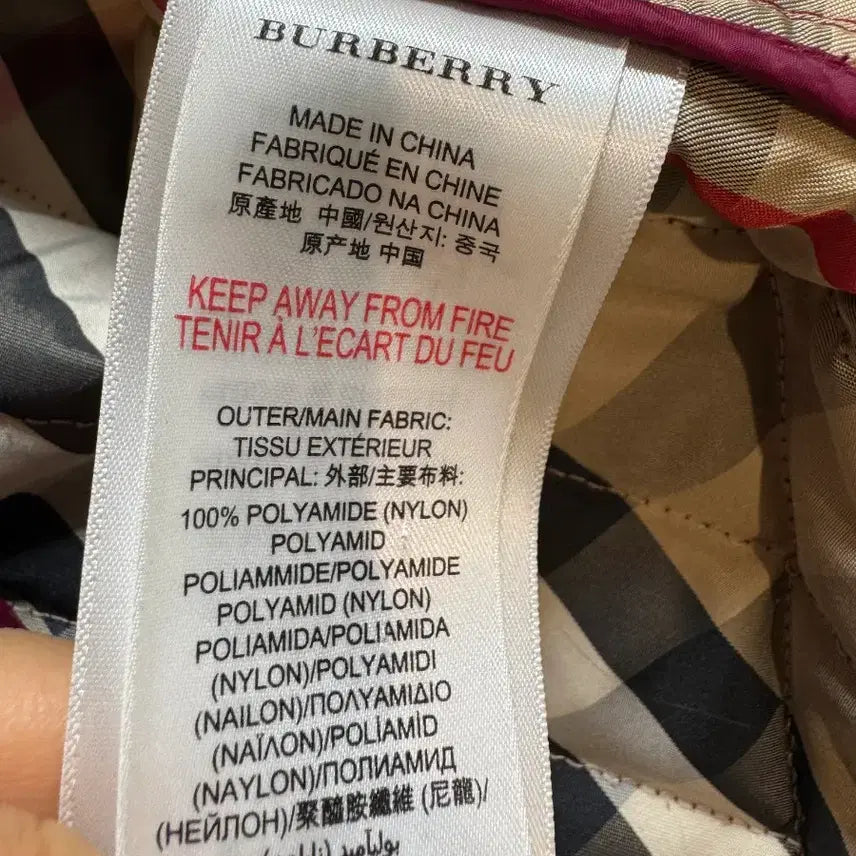 BURBERRY
MADE IN CHINA
FABRIQUÉ EN CHINE
FABRICADO NA CHINA
原產地 中國/원산지: 중국
原产地 中国
KEEP AWAY FROM FIRE
TENIR À L'ECART DU FEU
OUTER/MAIN FABRIC:
TISSU EXTÉRIEUR
PRINCIPAL: 外部/主要布料:
100% POLYAMIDE (NYLON)
POLYAMID
POLIAMMIDE/POLYAMIDE
POLYAMID (NYLON)
POLIAMIDA/POLIAMIDA
(NYLON)/POLYAMIDI
(NAILON)/ΠΟΛΥΑΜΙΔΙΟ
(ΝΑΪΛΟΝ)/POLİAMİD
(NAYLON)/ПОЛИАМИД
(НЕЙЛОН)/聚醯胺纖維 (尼龍)/